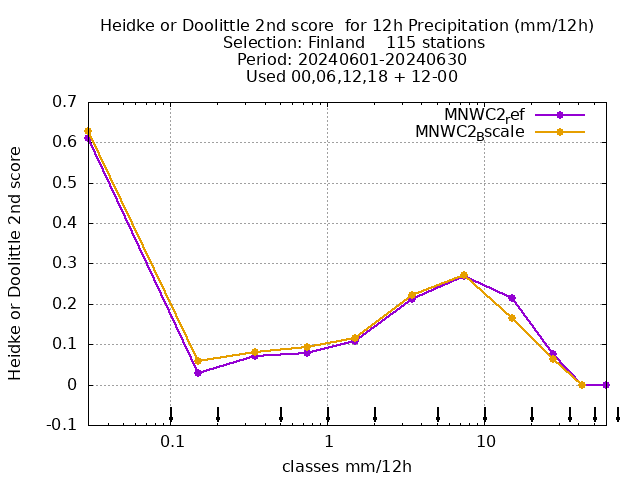 Heidke or Doolittle 2nd score  for 12h Precipitation (mm/12h)
Selection: Finland    115 stations
Period: 20240601-20240630
Used 00,06,12,18 + 12-00
MNWC2ref
MNWC2Bscale
Heidke or Doolittle 2nd score
0.7
0.6
0.5
0.4
0.3
0.2
0.1
0
-0.1
0.1
1
10
classes mm/12h